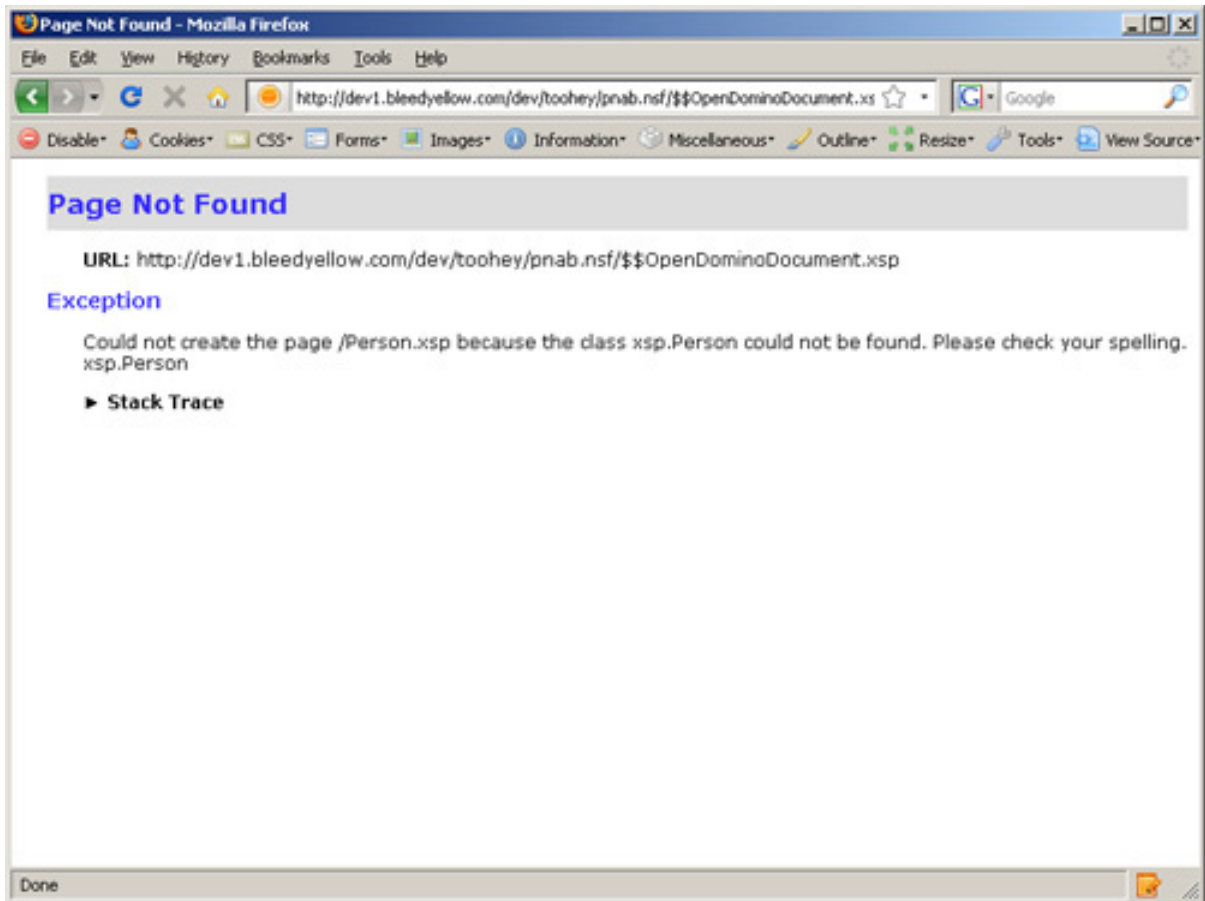 Page Not Found - Mozilla Firefox
File Edit View History Bookmarks Tools Help
http://dev1.bleedyellow.com/dev/toohey/pnab.nsf/$$OpenDominoDocument.xs G Google
Disable Cookies CSS Forms Images Information Miscellaneous Outline Resize Tools View Source
Page Not Found
URL: http://dev1.bleedyellow.com/dev/toohey/pnab.nsf/$$OpenDominoDocument.xsp
Exception
Could not create the page /Person.xsp because the class xsp.Person could not be found. Please check your spelling.
xsp.Person
► Stack Trace
Done